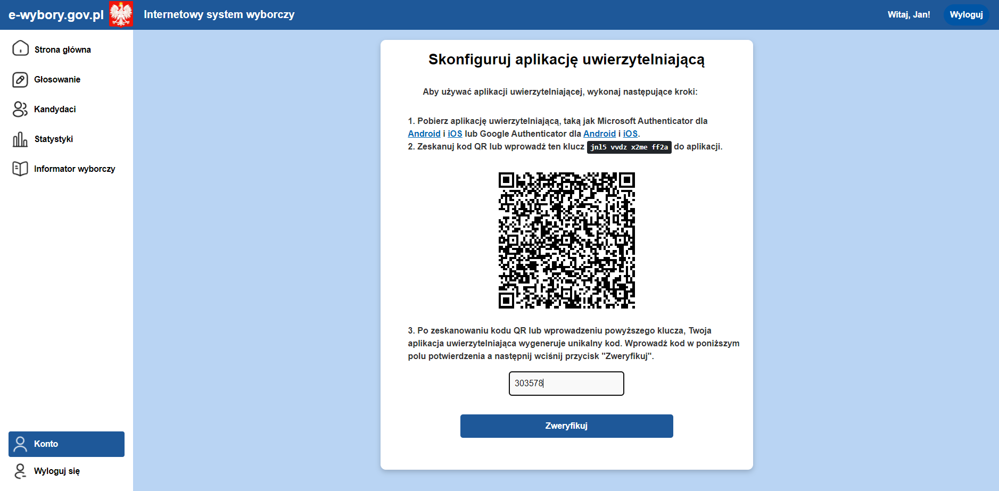 e-wybory.gov.pl
Internetowy system wyborczy
Witaj, Jan!
Wyloguj
Strona główna
Głosowanie
Kandydaci
Statystyki
Informator wyborczy
Konto
Wyloguj się
Skonfiguruj aplikację uwierzytelniającą
Aby używać aplikacji uwierzytelniającej, wykonaj następujące kroki:
1. Pobierz aplikację uwierzytelniającą, taką jak Microsoft Authenticator dla
Android i iOS lub Google Authenticator dla Android i iOS.
2. Zeskanuj kod QR lub wprowadź ten klucz jnl5 vvdz x2me ff2a do aplikacji.
3. Po zeskanowaniu kodu QR lub wprowadzeniu powyższego klucza, Twoja
aplikacja uwierzytelniająca wygeneruje unikalny kod. Wprowadź kod w poniższym
polu potwierdzenia a następnij wciśnij przycisk "Zweryfikuj".
303578
Zweryfikuj